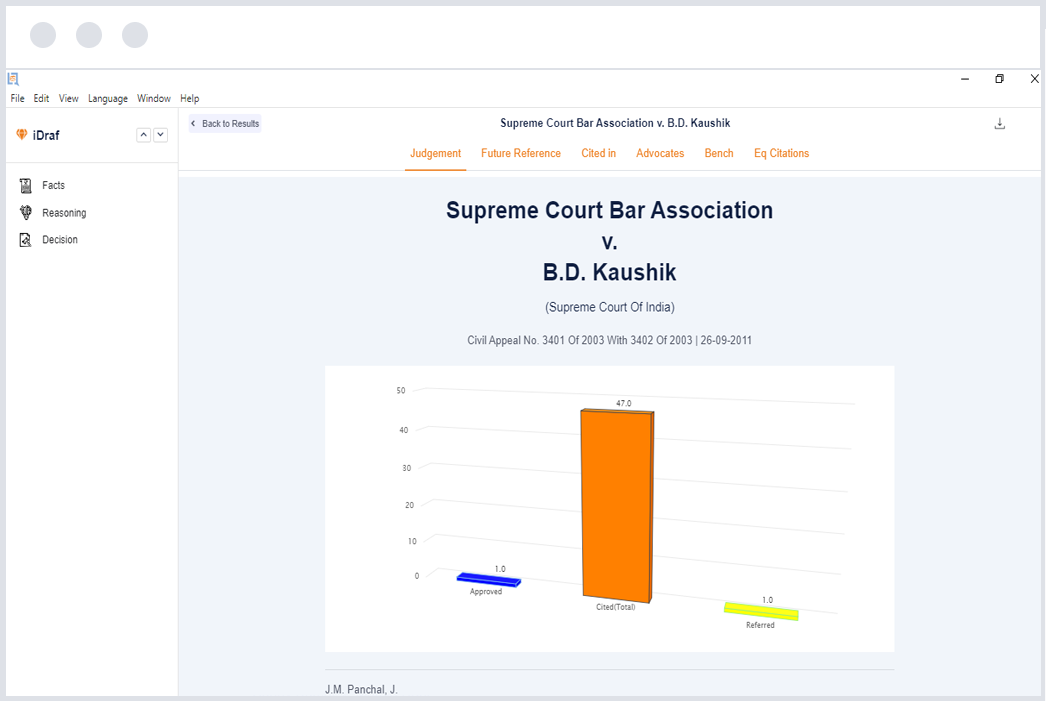 File Edit View Language Window Help
iDraf
Back to Results
Supreme Court Bar Association v. B.D. Kaushik
Judgement Future Reference Cited in Advocates Bench Eq Citations
Facts
Reasoning
Decision
Supreme Court Bar Association
v.
B.D. Kaushik
(Supreme Court Of India)
Civil Appeal No. 3401 Of 2003 With 3402 Of 2003 | 26-09-2011
50
40
30
20
10
0
47.0
1.0
1.0
Approved
Cited(Total)
Referred
J.M. Panchal, J.